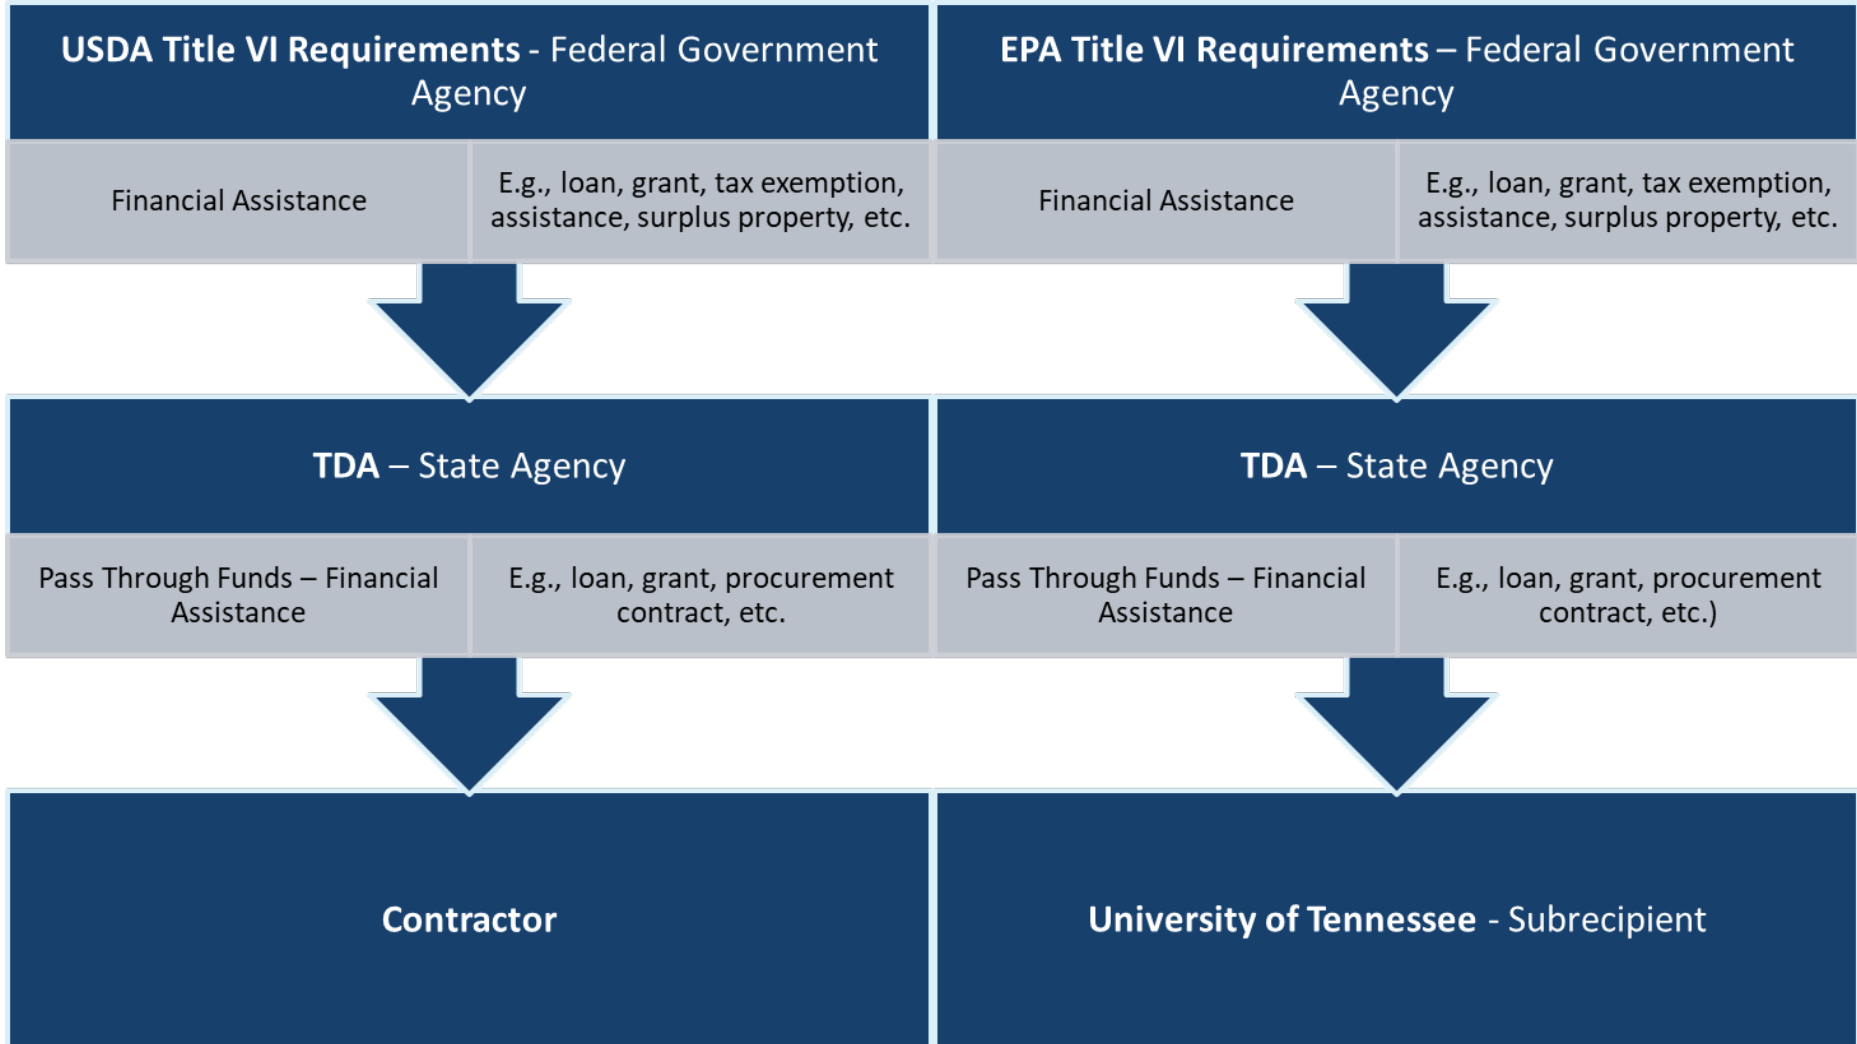 USDA Title VI Requirements - Federal Government
Agency
EPA Title VI Requirements – Federal Government
Agency
Financial Assistance
E.g., loan, grant, tax exemption,
assistance, surplus property, etc.
Financial Assistance
E.g., loan, grant, tax exemption,
assistance, surplus property, etc.
TDA – State Agency
TDA – State Agency
Pass Through Funds – Financial
Assistance
E.g., loan, grant, procurement
contract, etc.
Pass Through Funds – Financial
Assistance
E.g., loan, grant, procurement
contract, etc.)
Contractor
University of Tennessee - Subrecipient